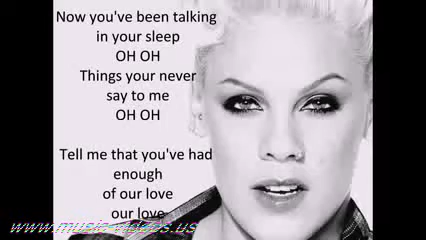 Now you've been talking
in your sleep
OH OH
Things your never
say to me
OH OH
Tell me that you've had
enough
of our love
our love
www.music-videos.us